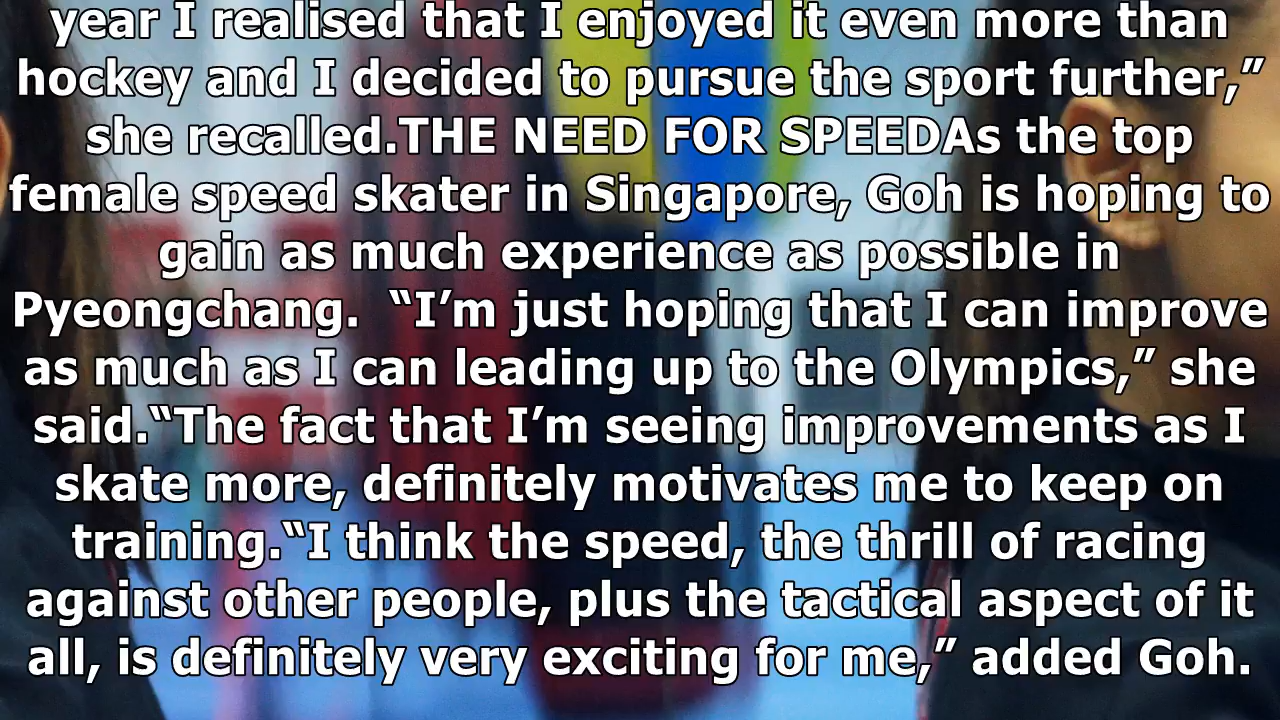 year I realised that I enjoyed it even more than
hockey and I decided to pursue the sport further,”
she recalled.THE NEED FOR SPEEDAs the top
female speed skater in Singapore, Goh is hoping to
gain as much experience as possible in
Pyeongchang.  “I’m just hoping that I can improve
as much as I can leading up to the Olympics,” she
said.“The fact that I’m seeing improvements as I
skate more, definitely motivates me to keep on
training.“I think the speed, the thrill of racing
against other people, plus the tactical aspect of it
all, is definitely very exciting for me,” added Goh.